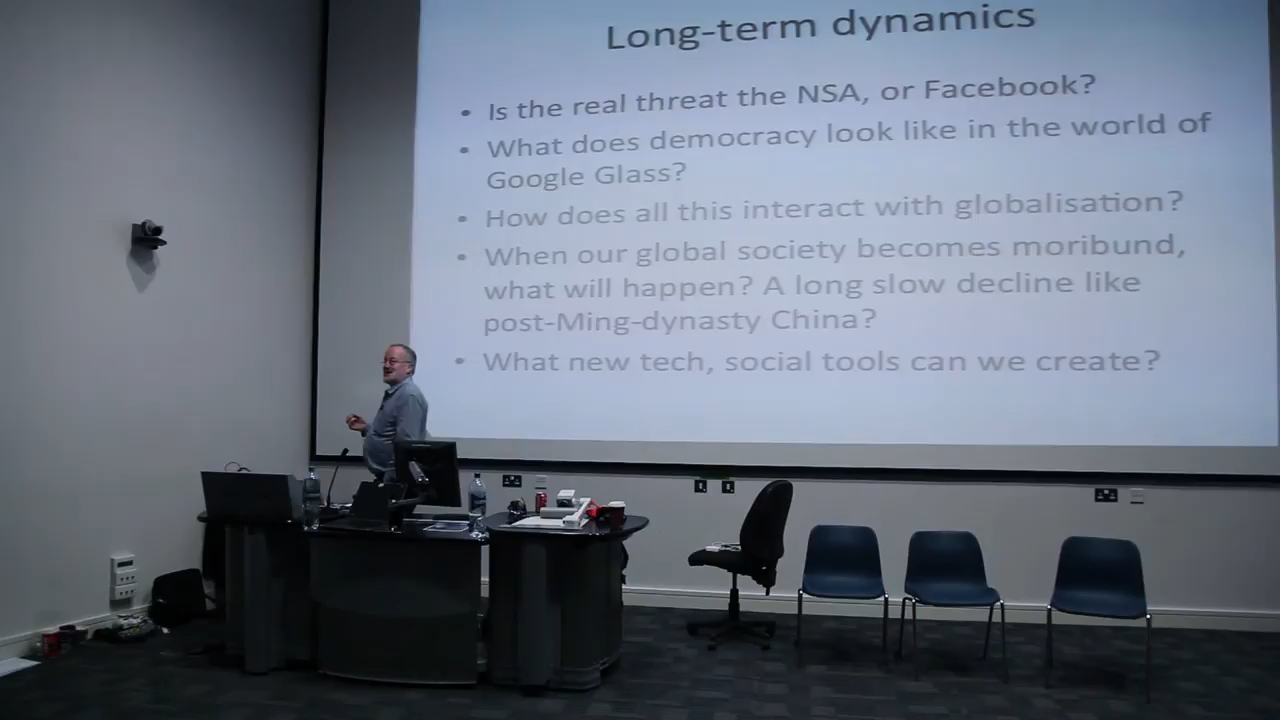 Long-term dynamics
• Is the real threat the NSA, or Facebook?
• What does democracy look like in the world of
Google Glass?
• How does all this interact with globalisation?
• When our global society becomes moribund,
what will happen? A long slow decline like
post-Ming-dynasty China?
• What new tech, social tools can we create?